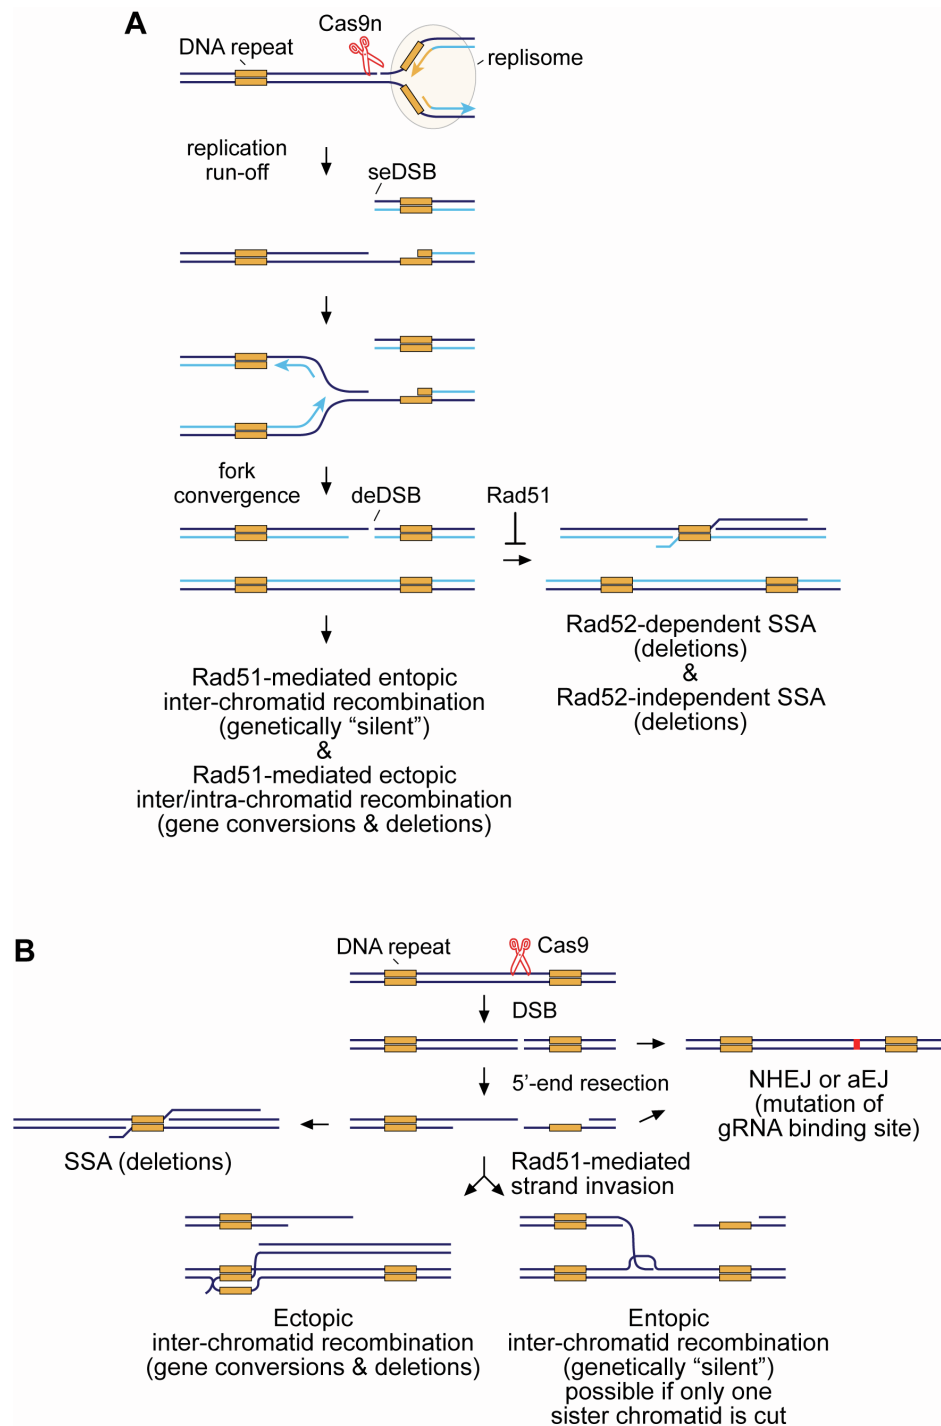 A
Cas9n
DNA repeat
replisome
replication
run-off
seDSB
fork
convergence
deDSB
Rad51
Rad52-dependent SSA
(deletions)
&
Rad52-independent SSA
(deletions)
Rad51-mediated entopic
inter-chromatid recombination
(genetically “silent”)
&
Rad51-mediated ectopic
inter/intra-chromatid recombination
(gene conversions & deletions)
B
DNA repeat
Cas9
DSB
5’-end resection
NHEJ or aEJ
(mutation of
gRNA binding site)
SSA (deletions)
Rad51-mediated
strand invasion
Ectopic
inter-chromatid recombination
(gene conversions & deletions)
Entopic
inter-chromatid recombination
(genetically “silent”)
possible if only one
sister chromatid is cut